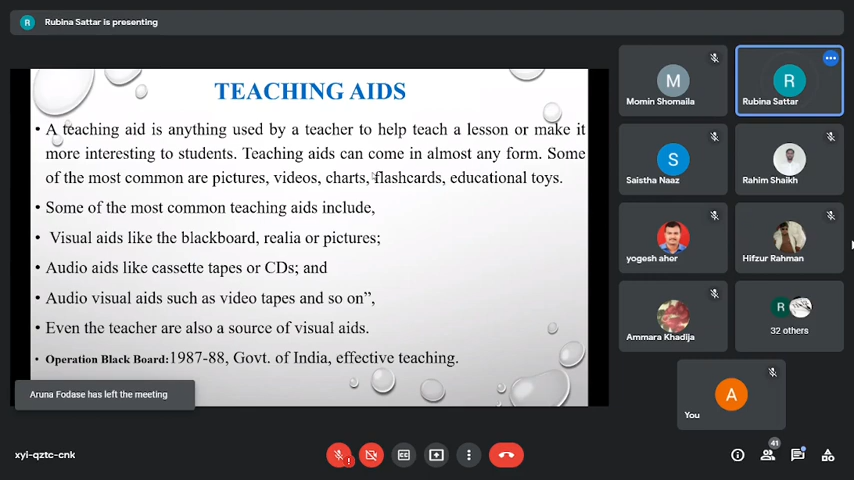 R
Rubina Sattar is presenting
TEACHING AIDS
• A teaching aid is anything used by a teacher to help teach a lesson or make it
more interesting to students. Teaching aids can come in almost any form. Some
of the most common are pictures, videos, charts, flashcards, educational toys.
• Some of the most common teaching aids include,
• Visual aids like the blackboard, realia or pictures;
• Audio aids like cassette tapes or CDs; and
• Audio visual aids such as video tapes and so on”,
• Even the teacher are also a source of visual aids.
• Operation Black Board:1987-88, Govt. of India, effective teaching.
Aruna Fodase has left the meeting
M
Momin Shomaila
R
Rubina Sattar
S
Saistha Naaz
Rahim Shaikh
yogesh aher
Hifzur Rahman
Ammara Khadija
R
32 others
A
You
xyi-qztc-cnk
41